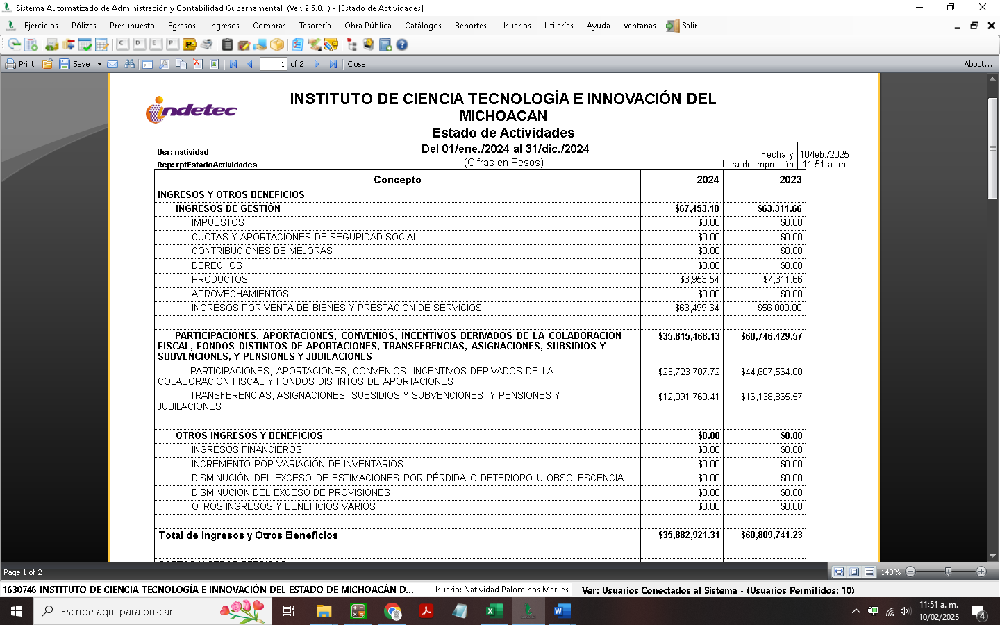 Sistema Automatizado de Administración y Contabilidad Gubernamental (Ver. 2.5.0.1) - [Estado de Actividades]
Ejercicios Pólizas Presupuesto Egresos Ingresos Compras Tesorería Obra Pública Catálogos Reportes Usuarios Utilerías Ayuda Ventanas Salir
C D E P P
Print Save 1 of 2 Close About...
indetec
INSTITUTO DE CIENCIA TECNOLOGÍA E INNOVACIÓN DEL
MICHOACAN
Estado de Actividades
Usr: natividad Del 01/ene./2024 al 31/dic./2024 Fecha y 10/feb./2025
Rep: rptEstadoActividades (Cifras en Pesos) hora de Impresión 11:51 a. m.
Concepto 2024 2023
INGRESOS Y OTROS BENEFICIOS
INGRESOS DE GESTIÓN $67,453.18 $63,311.66
IMPUESTOS $0.00 $0.00
CUOTAS Y APORTACIONES DE SEGURIDAD SOCIAL $0.00 $0.00
CONTRIBUCIONES DE MEJORAS $0.00 $0.00
DERECHOS $0.00 $0.00
PRODUCTOS $3,953.54 $7,311.66
APROVECHAMIENTOS $0.00 $0.00
INGRESOS POR VENTA DE BIENES Y PRESTACIÓN DE SERVICIOS $63,499.64 $56,000.00
PARTICIPACIONES, APORTACIONES, CONVENIOS, INCENTIVOS DERIVADOS DE LA COLABORACIÓN $35,815,468.13 $60,746,429.57
FISCAL, FONDOS DISTINTOS DE APORTACIONES, TRANSFERENCIAS, ASIGNACIONES, SUBSIDIOS Y
SUBVENCIONES, Y PENSIONES Y JUBILACIONES
PARTICIPACIONES, APORTACIONES, CONVENIOS, INCENTIVOS DERIVADOS DE LA $23,723,707.72 $44,607,564.00
COLABORACIÓN FISCAL Y FONDOS DISTINTOS DE APORTACIONES
TRANSFERENCIAS, ASIGNACIONES, SUBSIDIOS Y SUBVENCIONES, Y PENSIONES Y $12,091,760.41 $16,138,865.57
JUBILACIONES
OTROS INGRESOS Y BENEFICIOS $0.00 $0.00
INGRESOS FINANCIEROS $0.00 $0.00
INCREMENTO POR VARIACIÓN DE INVENTARIOS $0.00 $0.00
DISMINUCIÓN DEL EXCESO DE ESTIMACIONES POR PÉRDIDA O DETERIORO U OBSOLESCENCIA $0.00 $0.00
DISMINUCIÓN DEL EXCESO DE PROVISIONES $0.00 $0.00
OTROS INGRESOS Y BENEFICIOS VARIOS $0.00 $0.00
Total de Ingresos y Otros Beneficios $35,882,921.31 $60,809,741.23
Page 1 of 2 140%
1630746 INSTITUTO DE CIENCIA TECNOLOGÍA E INNOVACIÓN DEL ESTADO DE MICHOACÁN D... | Usuario: Natividad Palominos Mariles Ver: Usuarios Conectados al Sistema - (Usuarios Permitidos: 10)
Escribe aquí para buscar 11:51 a. m.
10/02/2025 4